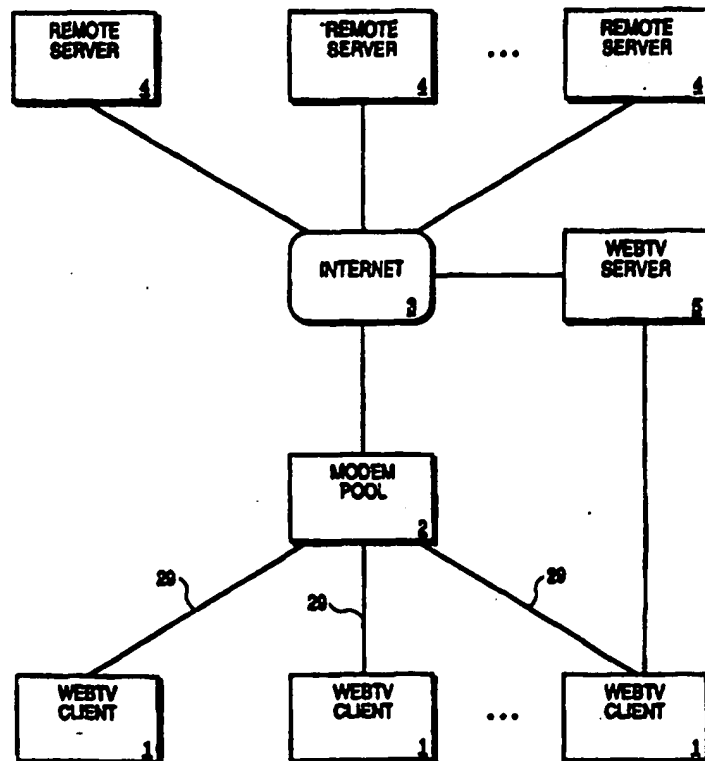 REMOTE
SERVER
4
REMOTE
SERVER
4
...
REMOTE
SERVER
4
INTERNET
3
WEBTV
SERVER
5
MODEM
POOL
2
29
29
29
WEBTV
CLIENT
1
WEBTV
CLIENT
1
...
WEBTV
CLIENT
1